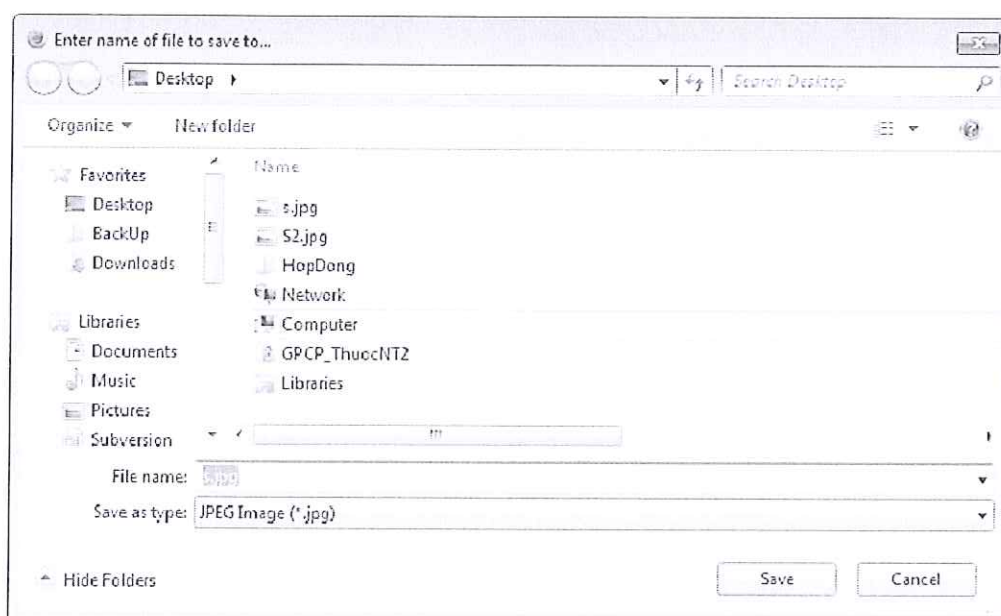 Enter name of file to save to...
Desktop
Search Desktop
Organize
New folder
Favorites
Desktop
BackUp
Downloads
Libraries
Documents
Music
Pictures
Subversion
Name
s.jpg
S2.jpg
HopDong
Network
Computer
GPCP_ThuocNT2
Libraries
File name: s.jpg
Save as type: JPEG Image (*.jpg)
Hide Folders
Save
Cancel